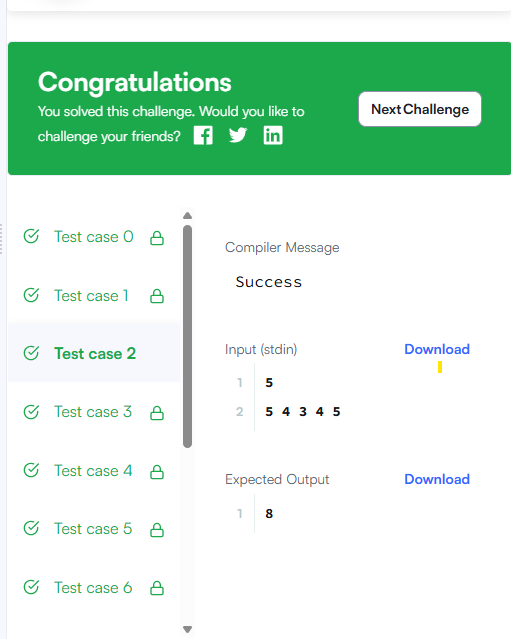 Congratulations
You solved this challenge. Would you like to
challenge your friends?
Next Challenge
Test case 0
Test case 1
Test case 2
Test case 3
Test case 4
Test case 5
Test case 6
Compiler Message
Success
Input (stdin)
Download
1 5
2 5 4 3 4 5
Expected Output
Download
1 8